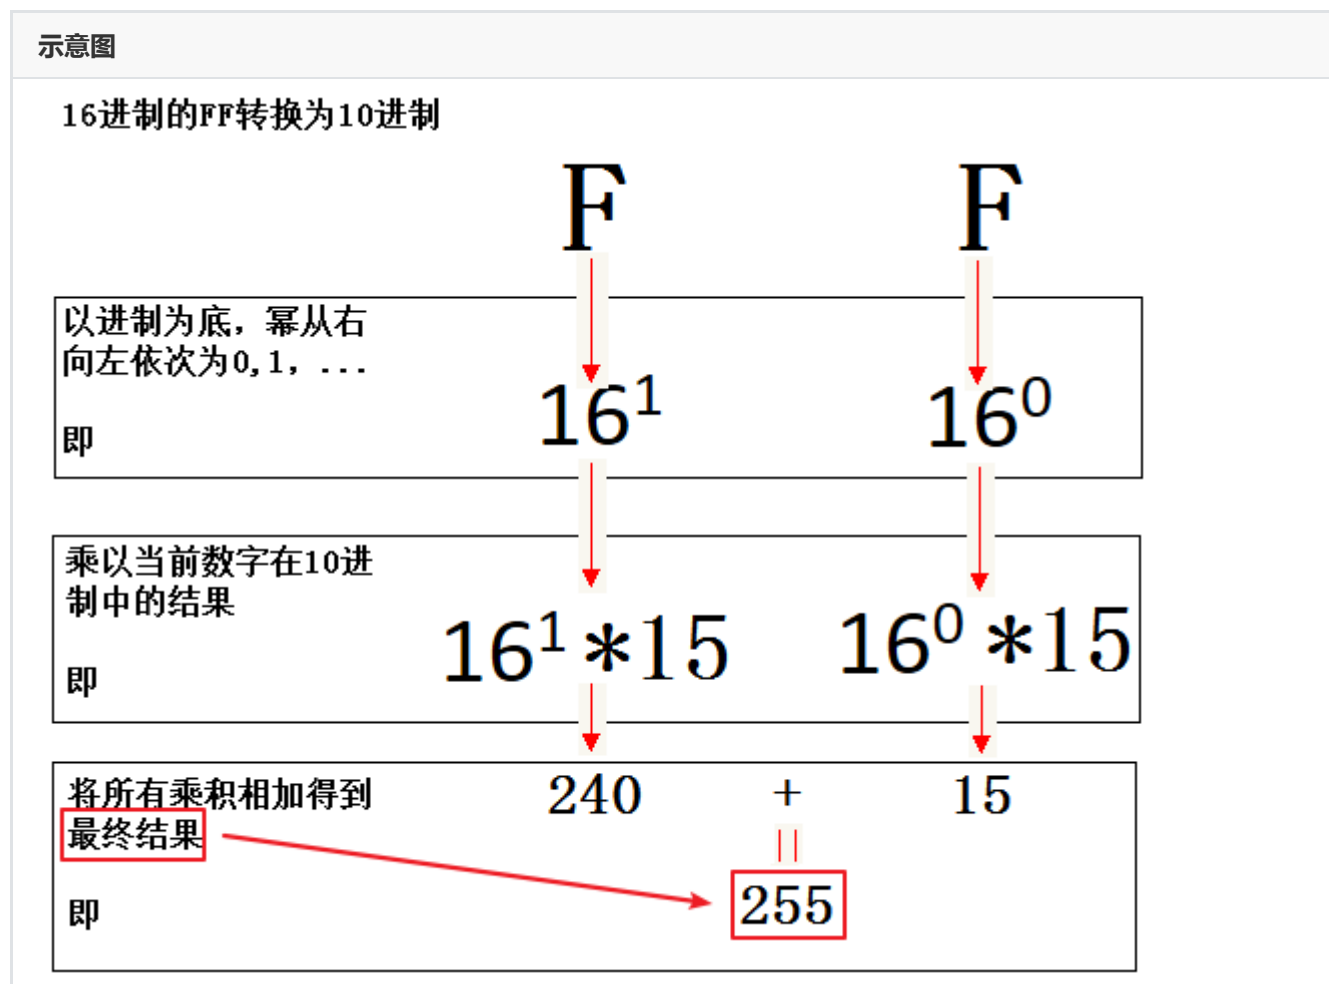 示意图
16进制的FF转换为10进制
F F
以进制为底，幂从右
向左依次为0,1，...
即
16¹ 16⁰
乘以当前数字在10进
制中的结果
即
16¹*15 16⁰*15
将所有乘积相加得到
最终结果
即
240 + 15
||
255